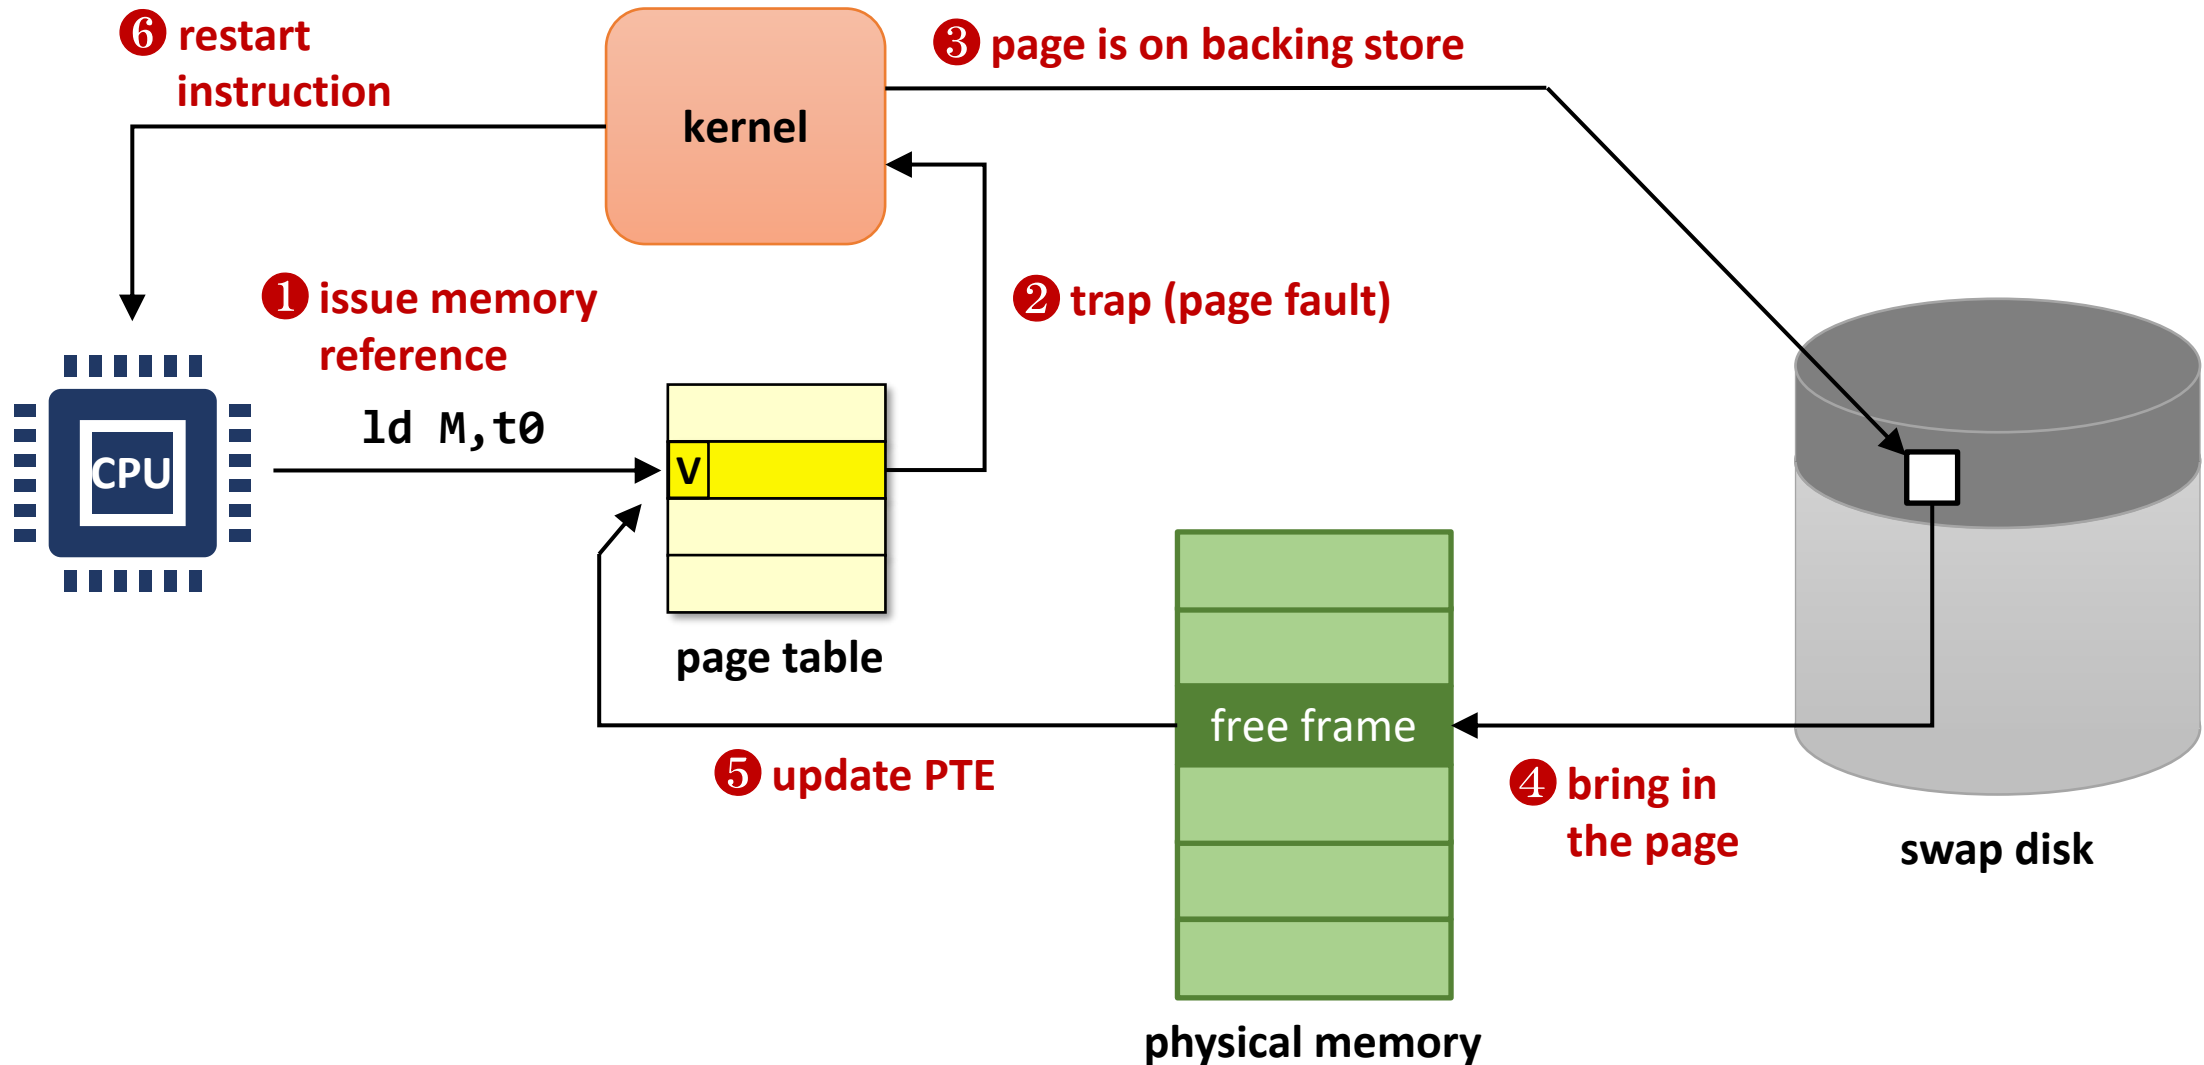 ❻ restart
instruction
kernel
❸ page is on backing store
❶ issue memory
reference
ld M,t0
CPU
V
page table
❷ trap (page fault)
free frame
physical memory
❺ update PTE
❹ bring in
the page
swap disk